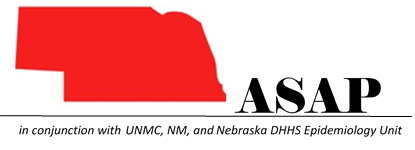 ASAP
in conjunction with UNMC, NM, and Nebraska DHHS Epidemiology Unit